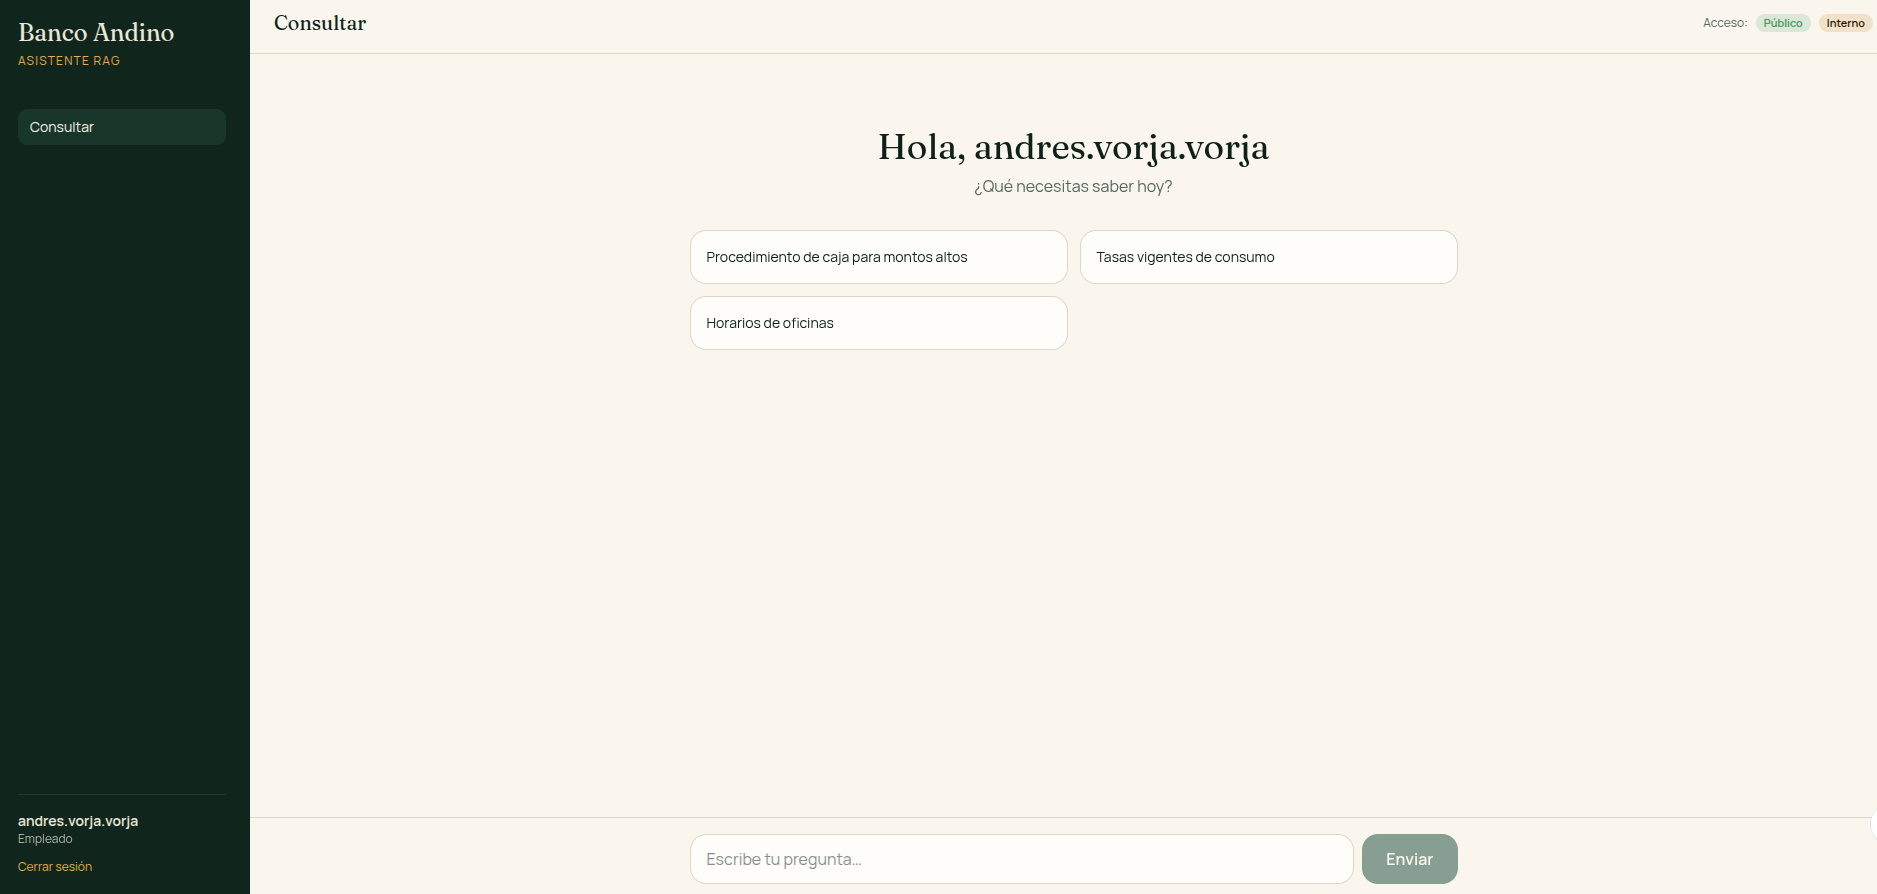 Banco Andino
ASISTENTE RAG
Consultar
andres.vorja.vorja
Empleado
Cerrar sesión
Consultar
Acceso: Público Interno
Hola, andres.vorja.vorja
¿Qué necesitas saber hoy?
Procedimiento de caja para montos altos
Tasas vigentes de consumo
Horarios de oficinas
Escribe tu pregunta...
Enviar